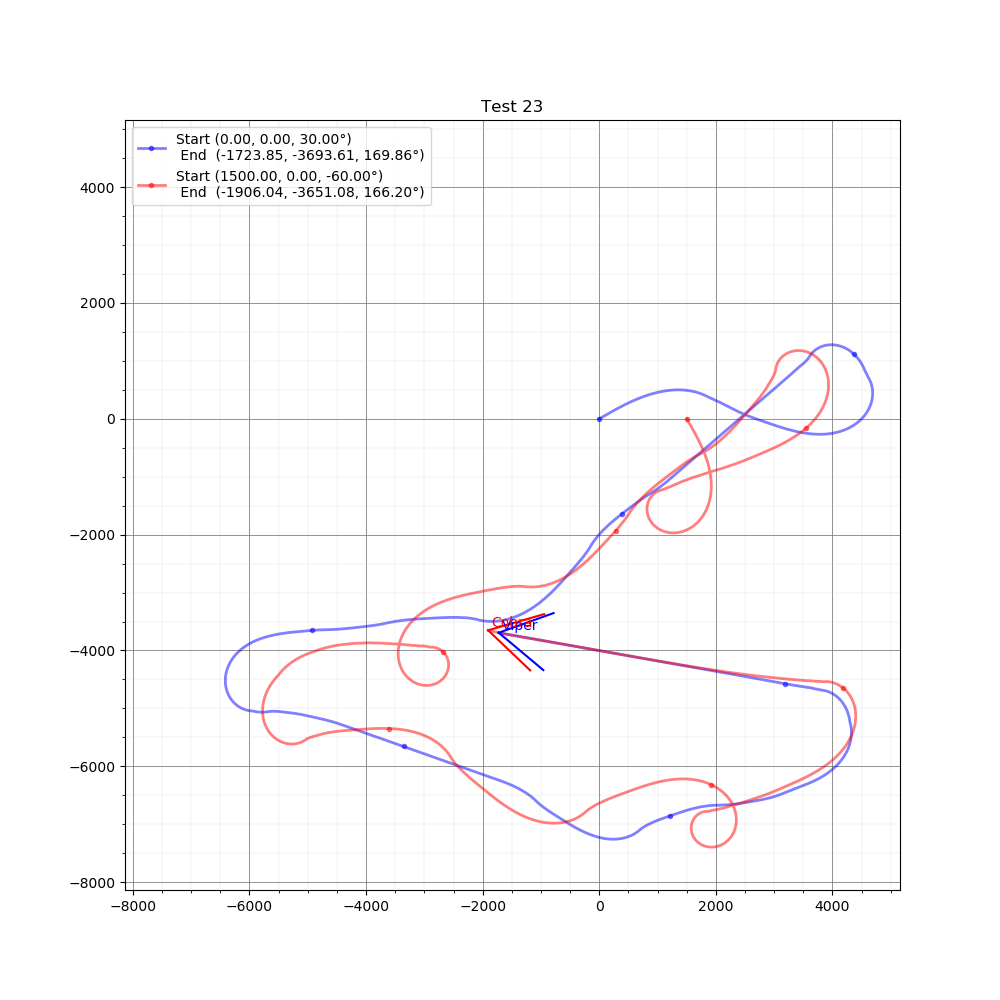 Test 23
Start (0.00, 0.00, 30.00°)
End (-1723.85, -3693.61, 169.86°)
Start (1500.00, 0.00, -60.00°)
End (-1906.04, -3651.08, 166.20°)
4000
2000
0
−2000
−4000
−6000
−8000
Viper
−8000 −6000 −4000 −2000 0 2000 4000